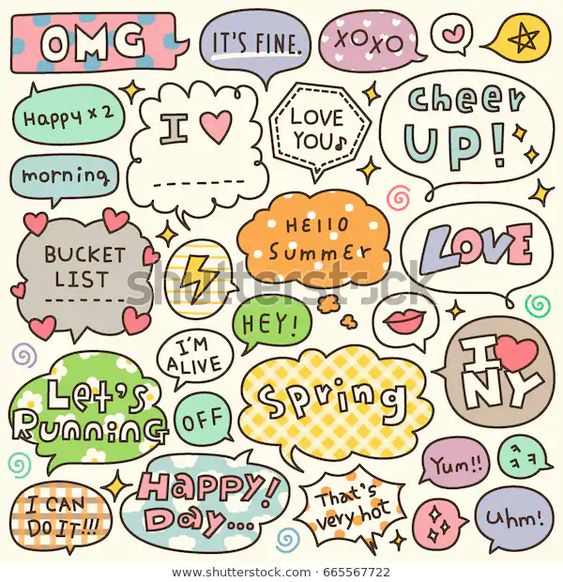 OMG
IT'S FINE.
XOXO
Happy x 2
I
LOVE
YOU♪
cheer
UP!
morning
BUCKET
LIST
HELLO
Summer
LOVE
HEY!
I'M
ALIVE
I
NY
Let's
Running
OFF
Spring
Yum!!
ㅋㅋㅋ
I CAN
DO IT!!!
HAPPY!
DAY...
That's
very hot
Uhm!
shutterstock
www.shutterstock.com · 665567722